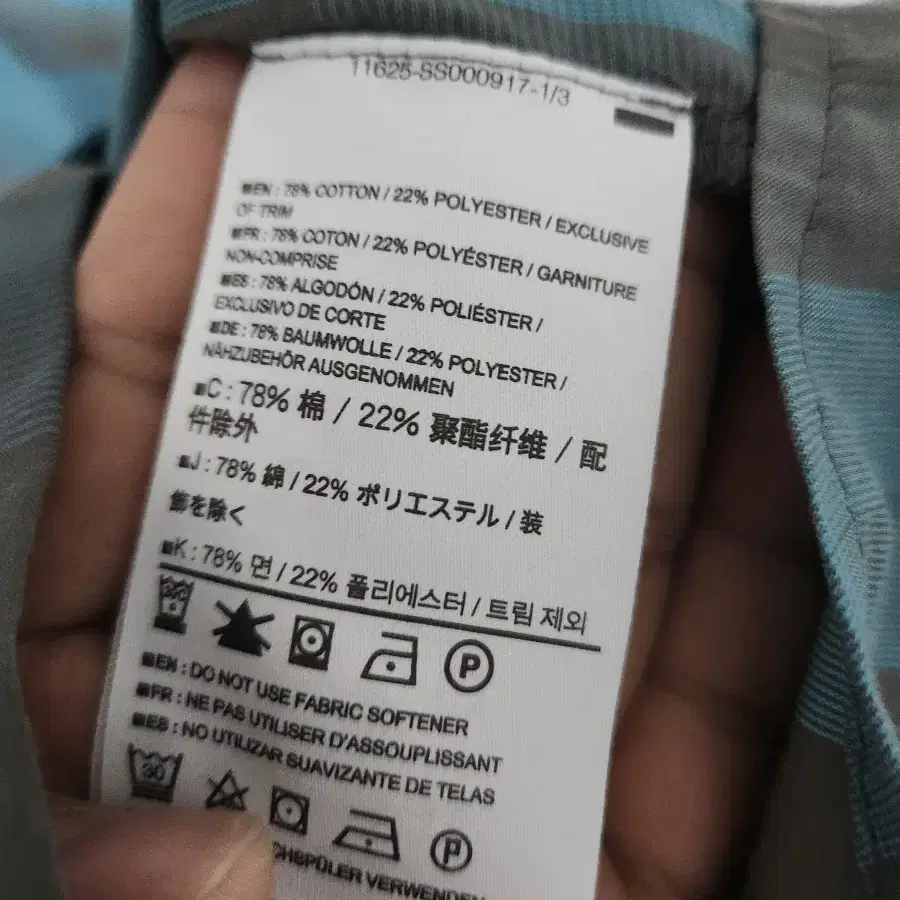 11625-SS000917-1/3
■EN : 78% COTTON / 22% POLYESTER / EXCLUSIVE
OF TRIM
■FR : 78% COTON / 22% POLYÉSTER / GARNITURE
NON-COMPRISE
■ES : 78% ALGODÓN / 22% POLIÉSTER /
EXCLUSIVO DE CORTE
■DE : 78% BAUMWOLLE / 22% POLYESTER /
NÄHZUBEHÖR AUSGENOMMEN
■C : 78% 棉 / 22% 聚酯纤维 / 配
件除外
■J : 78% 綿 / 22% ポリエステル / 装
飾を除く
■K : 78% 면 / 22% 폴리에스터 / 트림 제외
P
■EN : DO NOT USE FABRIC SOFTENER
■FR : NE PAS UTILISER D'ASSOUPLISSANT
■ES : NO UTILIZAR SUAVIZANTE DE TELAS
30 P
VERWENDEN